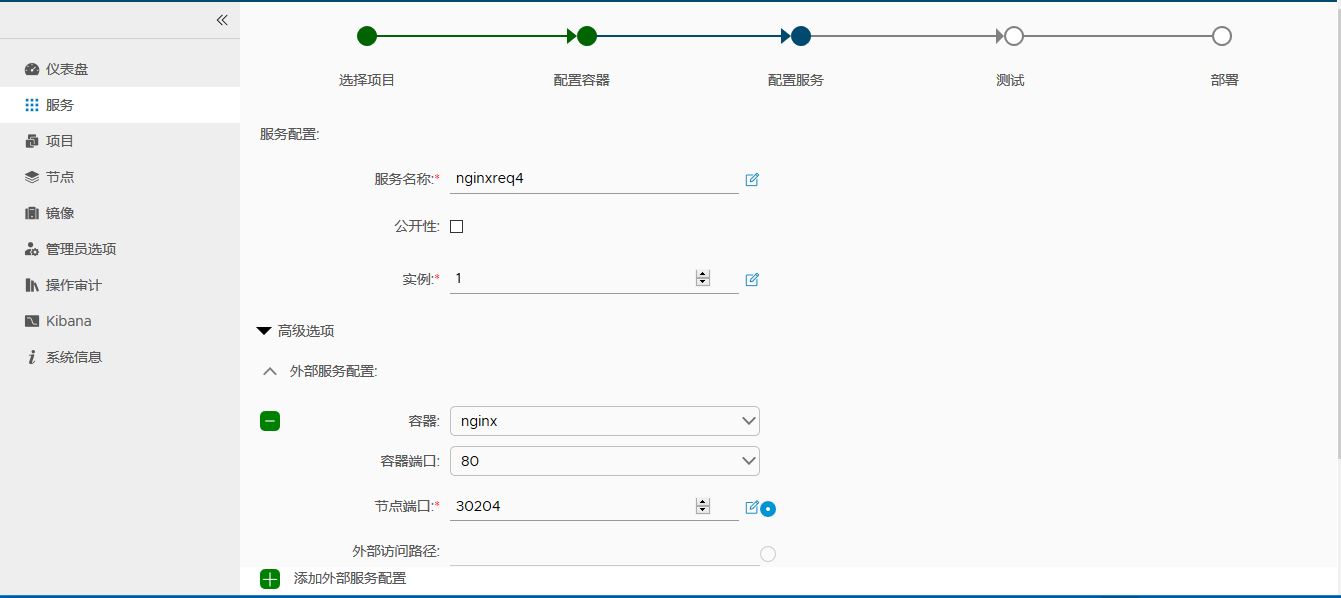 仪表盘
服务
项目
节点
镜像
管理员选项
操作审计
Kibana
系统信息
选择项目
配置容器
配置服务
测试
部署
服务配置:
服务名称:* nginxreq4
公开性:
实例:* 1
高级选项
外部服务配置:
容器: nginx
容器端口: 80
节点端口:* 30204
外部访问路径:
添加外部服务配置